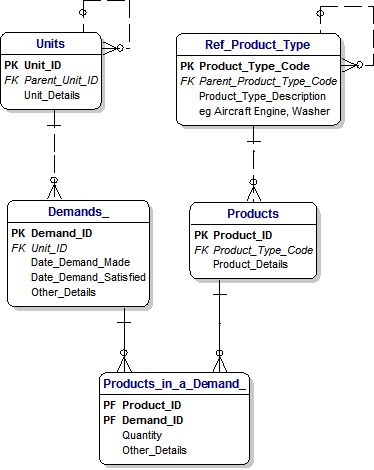 Units
PK Unit_ID
FK Parent_Unit_ID
Unit_Details
Ref_Product_Type
PK Product_Type_Code
FK Parent_Product_Type_Code
Product_Type_Description
eg Aircraft Engine, Washer
Demands_
PK Demand_ID
FK Unit_ID
Date_Demand_Made
Date_Demand_Satisfied
Other_Details
Products
PK Product_ID
FK Product_Type_Code
Product_Details
Products_in_a_Demand_
PF Product_ID
PF Demand_ID
Quantity
Other_Details